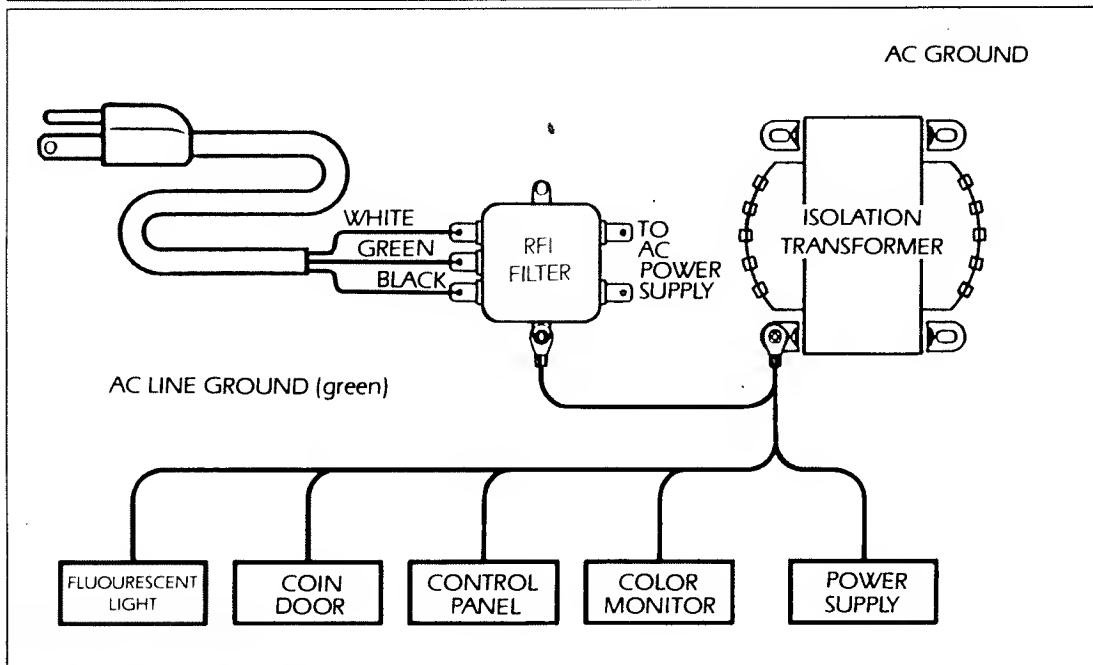 AC GROUND
WHITE
GREEN
BLACK
RFI
FILTER
TO
AC
POWER
SUPPLY
ISOLATION
TRANSFORMER
AC LINE GROUND (green)
FLUOURESCENT
LIGHT
COIN
DOOR
CONTROL
PANEL
COLOR
MONITOR
POWER
SUPPLY